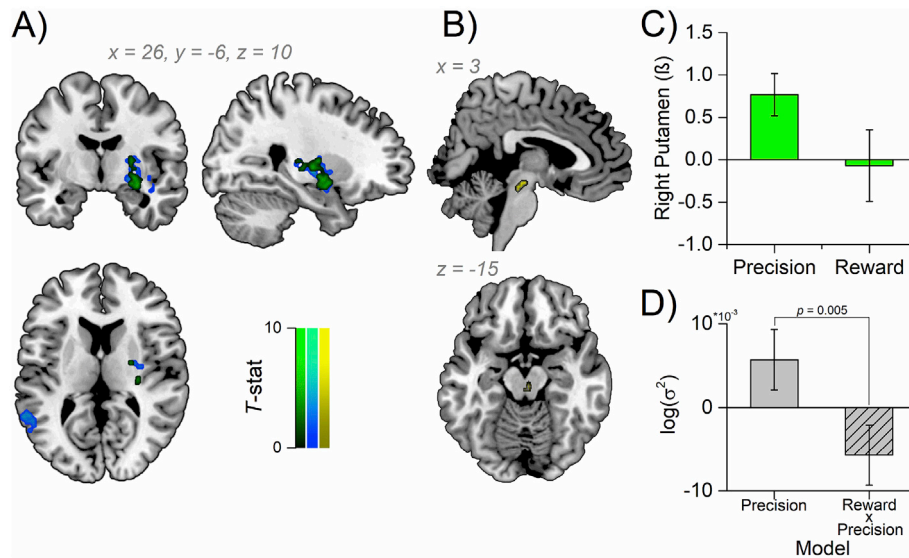 A)
x = 26, y = -6, z = 10
B)
x = 3
z = -15
10
T-stat
0
C)
Right Putamen (ß)
1.5
1.0
0.5
0.0
-0.5
-1.0
Precision
Reward
D)
*10⁻³
10
p = 0.005
log(σ²)
0
-10
Precision
Reward
x
Precision
Model